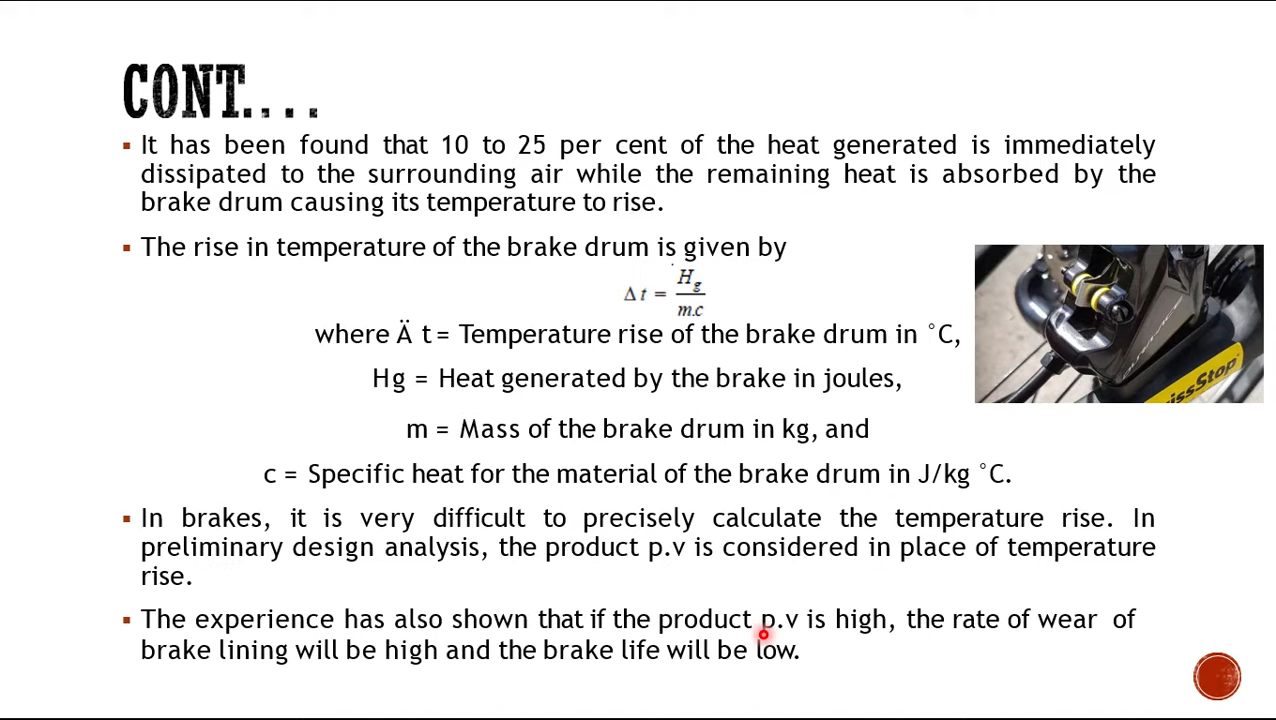 CONT....
▪ It has been found that 10 to 25 per cent of the heat generated is immediately
dissipated to the surrounding air while the remaining heat is absorbed by the
brake drum causing its temperature to rise.
▪ The rise in temperature of the brake drum is given by
Δt = Hg / m.c
where Ä t = Temperature rise of the brake drum in °C,
Hg = Heat generated by the brake in joules,
m = Mass of the brake drum in kg, and
c = Specific heat for the material of the brake drum in J/kg °C.
▪ In brakes, it is very difficult to precisely calculate the temperature rise. In
preliminary design analysis, the product p.v is considered in place of temperature
rise.
▪ The experience has also shown that if the product p.v is high, the rate of wear of
brake lining will be high and the brake life will be low.
issStop